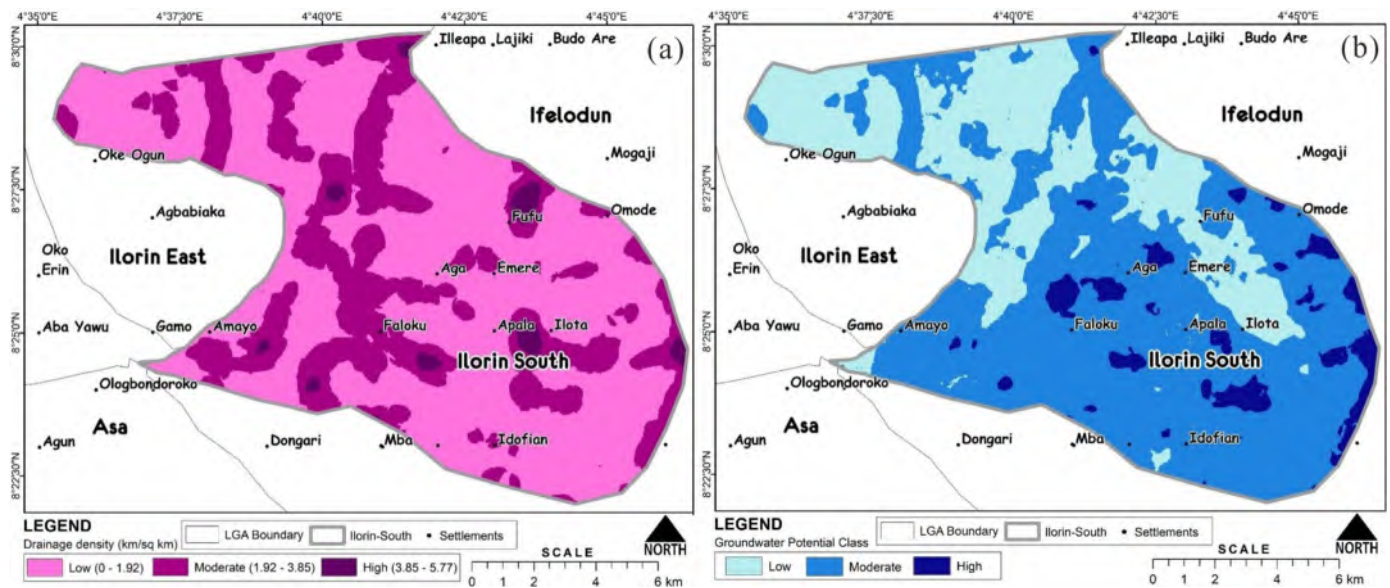 4°35'0"E 4°37'30"E 4°40'0"E 4°42'30"E 4°45'0"E
8°30'0"N
8°27'30"N
8°25'0"N
8°22'30"N
(a)
Illeapa Lajiki Budo Are
Ifelodun
Oke Ogun
Mogaji
Agbabiaka
Fufu
Omode
Oko
Erin
Ilorin East
Aga
Emere
Aba Yawu
Gamo
Amayo
Faloku
Apala
Ilota
Ilorin South
Ologbondoroko
Asa
Agun
Dongari
Mba
Idofian
LEGEND
LGA Boundary
Ilorin-South
Settlements
Drainage density (km/sq km)
Low (0 - 1.92)
Moderate (1.92 - 3.85)
High (3.85 - 5.77)
SCALE
0 1 2 4 6 km
NORTH
4°35'0"E 4°37'30"E 4°40'0"E 4°42'30"E 4°45'0"E
8°30'0"N
8°27'30"N
8°25'0"N
8°22'30"N
(b)
Illeapa Lajiki Budo Are
Ifelodun
Oke Ogun
Mogaji
Agbabiaka
Fufu
Omode
Oko
Erin
Ilorin East
Aga
Emere
Aba Yawu
Gamo
Amayo
Faloku
Apala
Ilota
Ilorin South
Ologbondoroko
Asa
Agun
Dongari
Mba
Idofian
LEGEND
LGA Boundary
Ilorin-South
Settlements
Groundwater Potential Class
Low
Moderate
High
SCALE
0 1 2 4 6 km
NORTH